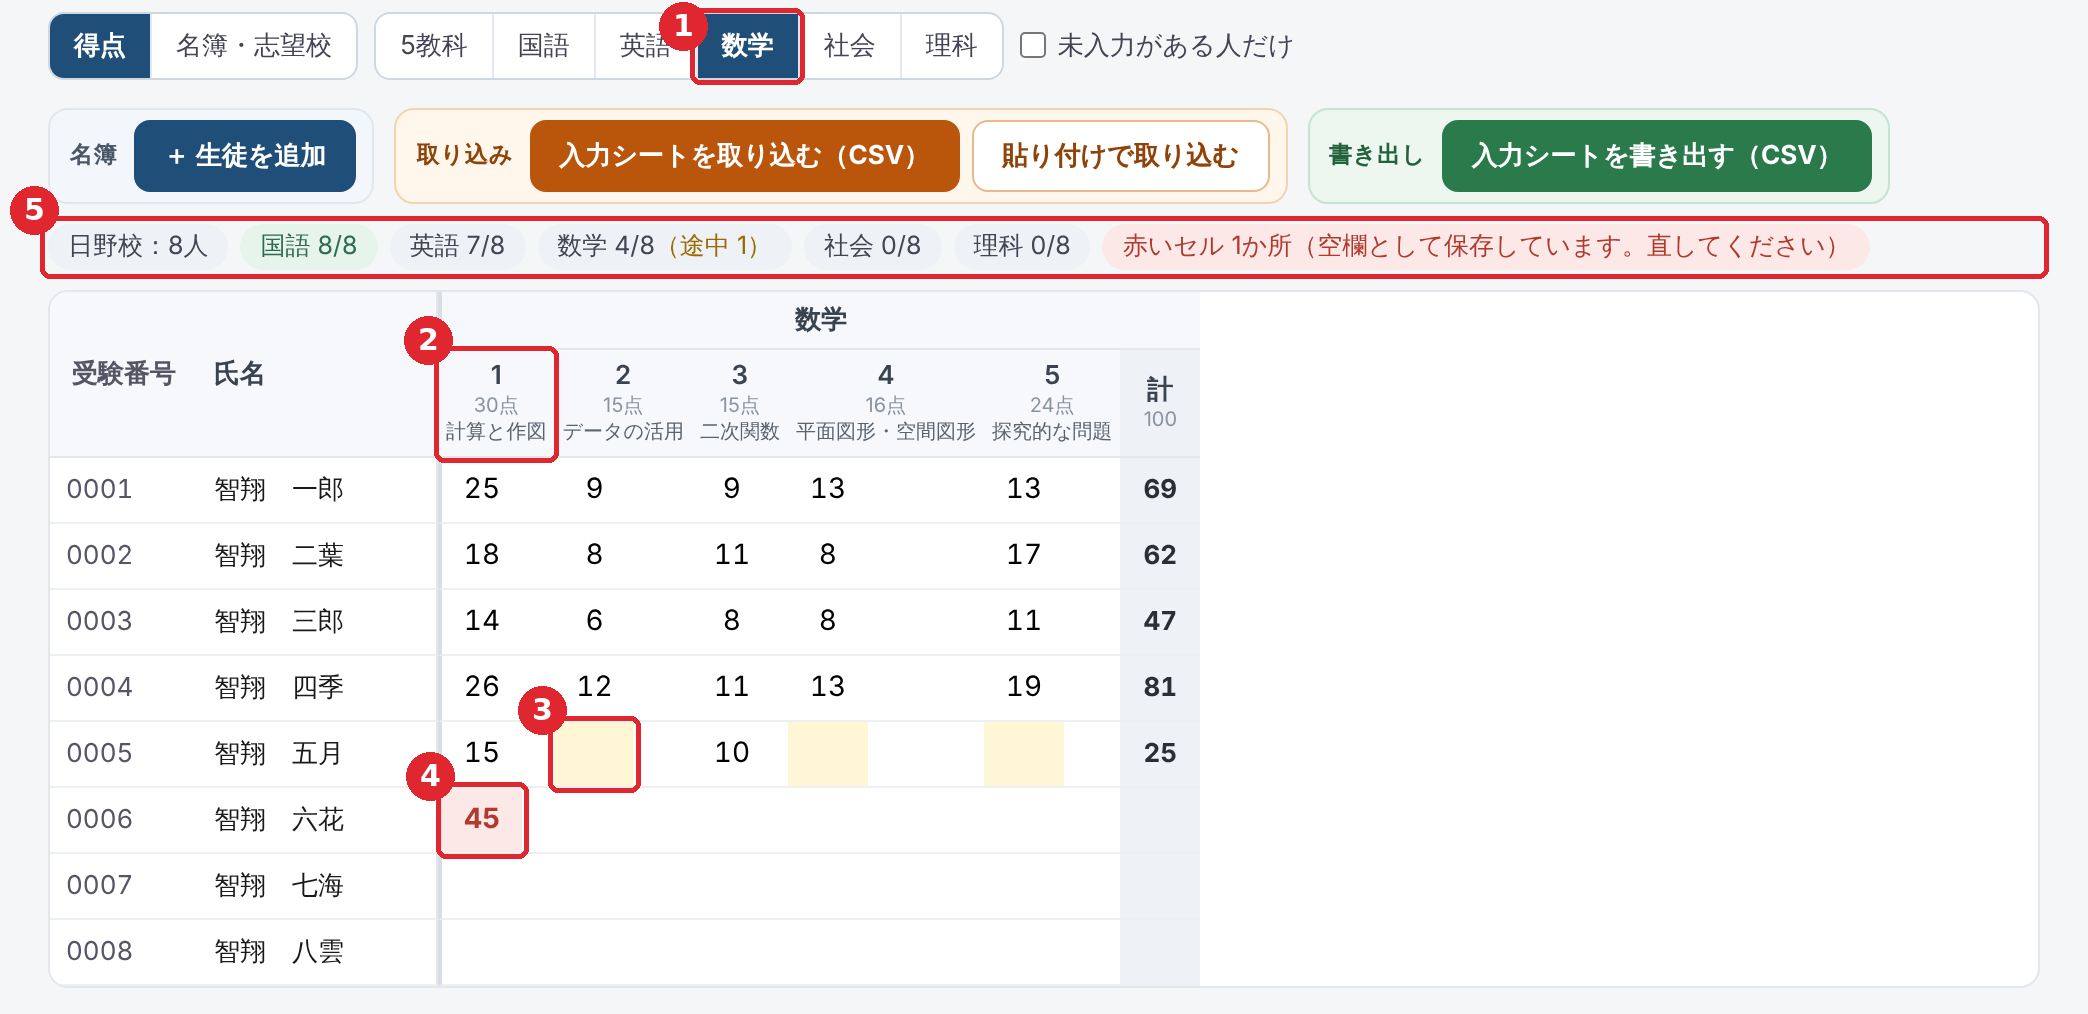 得点 名簿・志望校 5教科 国語 英語 1 数学 社会 理科 未入力がある人だけ
名簿 + 生徒を追加 取り込み 入力シートを取り込む（CSV） 貼り付けで取り込む 書き出し 入力シートを書き出す（CSV）
5
日野校：8人 国語 8/8 英語 7/8 数学 4/8（途中 1） 社会 0/8 理科 0/8 赤いセル 1か所（空欄として保存しています。直してください）
数学
2
受験番号 氏名 1 2 3 4 5 計
30点 15点 15点 16点 24点 100
計算と作図 データの活用 二次関数 平面図形・空間図形 探究的な問題
0001 智翔 一郎 25 9 9 13 13 69
0002 智翔 二葉 18 8 11 8 17 62
0003 智翔 三郎 14 6 8 8 11 47
0004 智翔 四季 26 12 11 13 19 81
3
0005 智翔 五月 15 10 25
4
0006 智翔 六花 45
0007 智翔 七海
0008 智翔 八雲